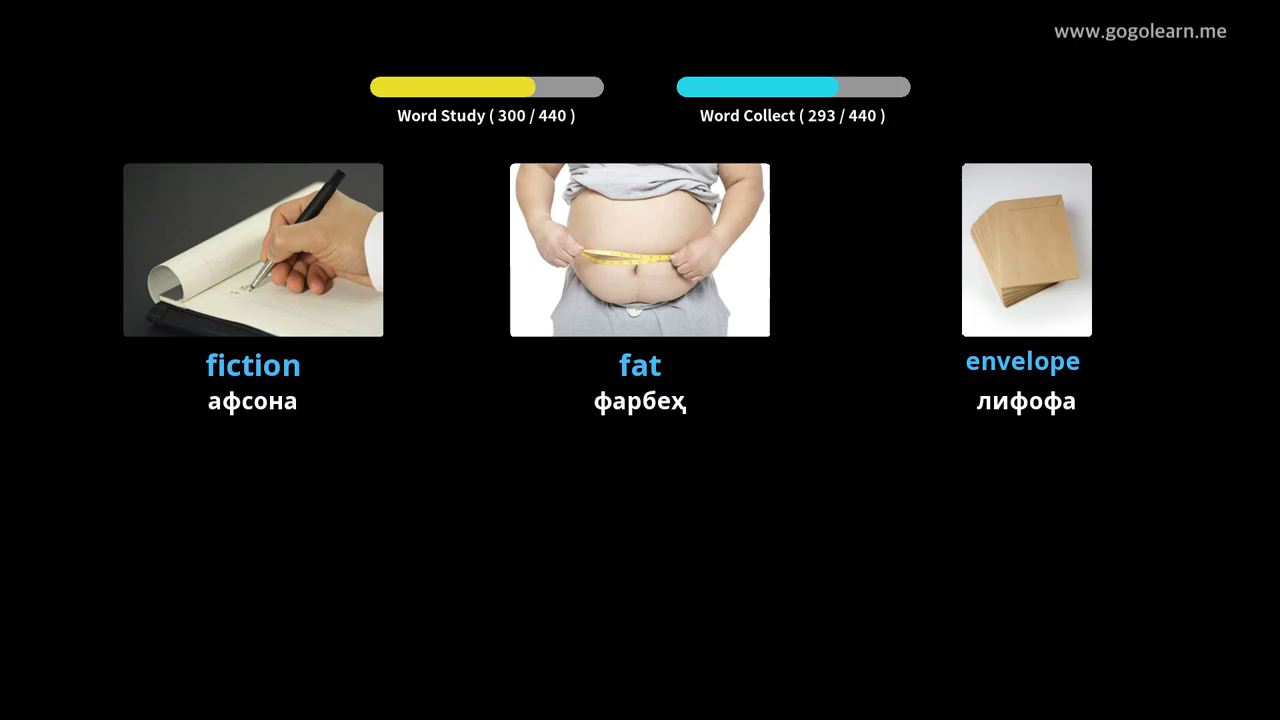 www.gogolearn.me
Word Study ( 300 / 440 )
Word Collect ( 293 / 440 )
fiction
афсона
fat
фарбеҳ
envelope
лифофа